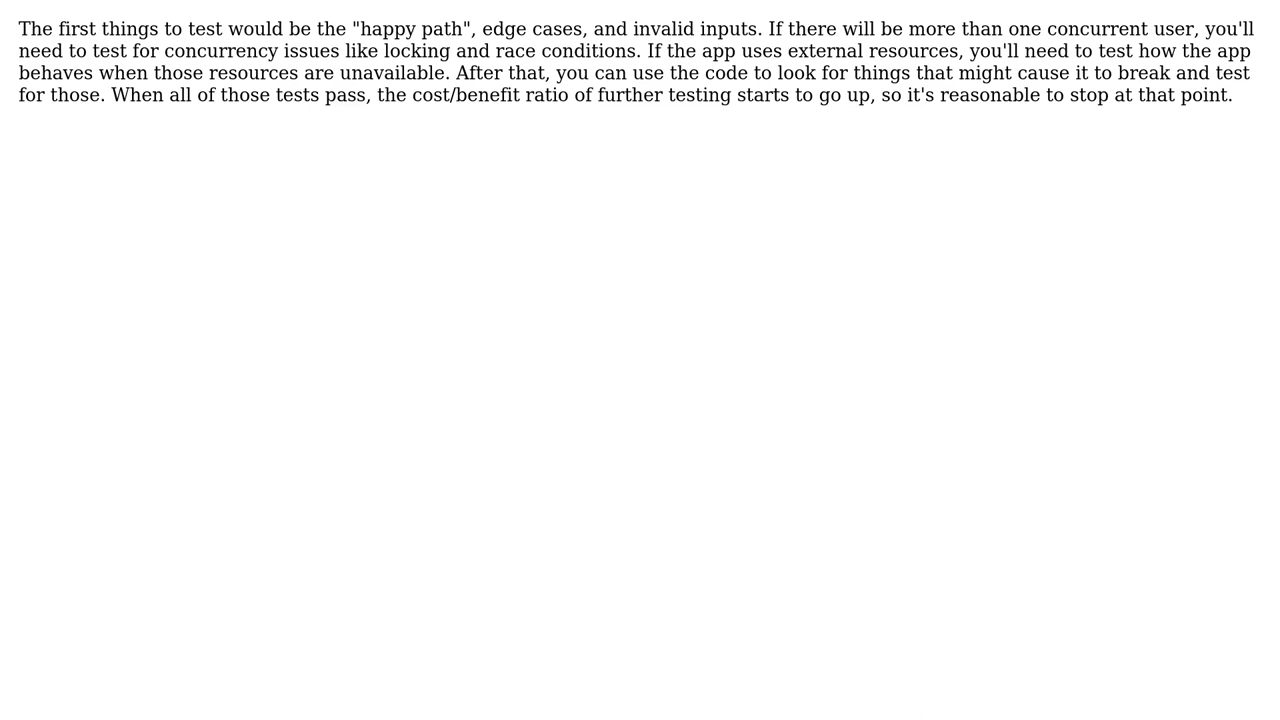 The first things to test would be the "happy path", edge cases, and invalid inputs. If there will be more than one concurrent user, you'll
need to test for concurrency issues like locking and race conditions. If the app uses external resources, you'll need to test how the app
behaves when those resources are unavailable. After that, you can use the code to look for things that might cause it to break and test
for those. When all of those tests pass, the cost/benefit ratio of further testing starts to go up, so it's reasonable to stop at that point.